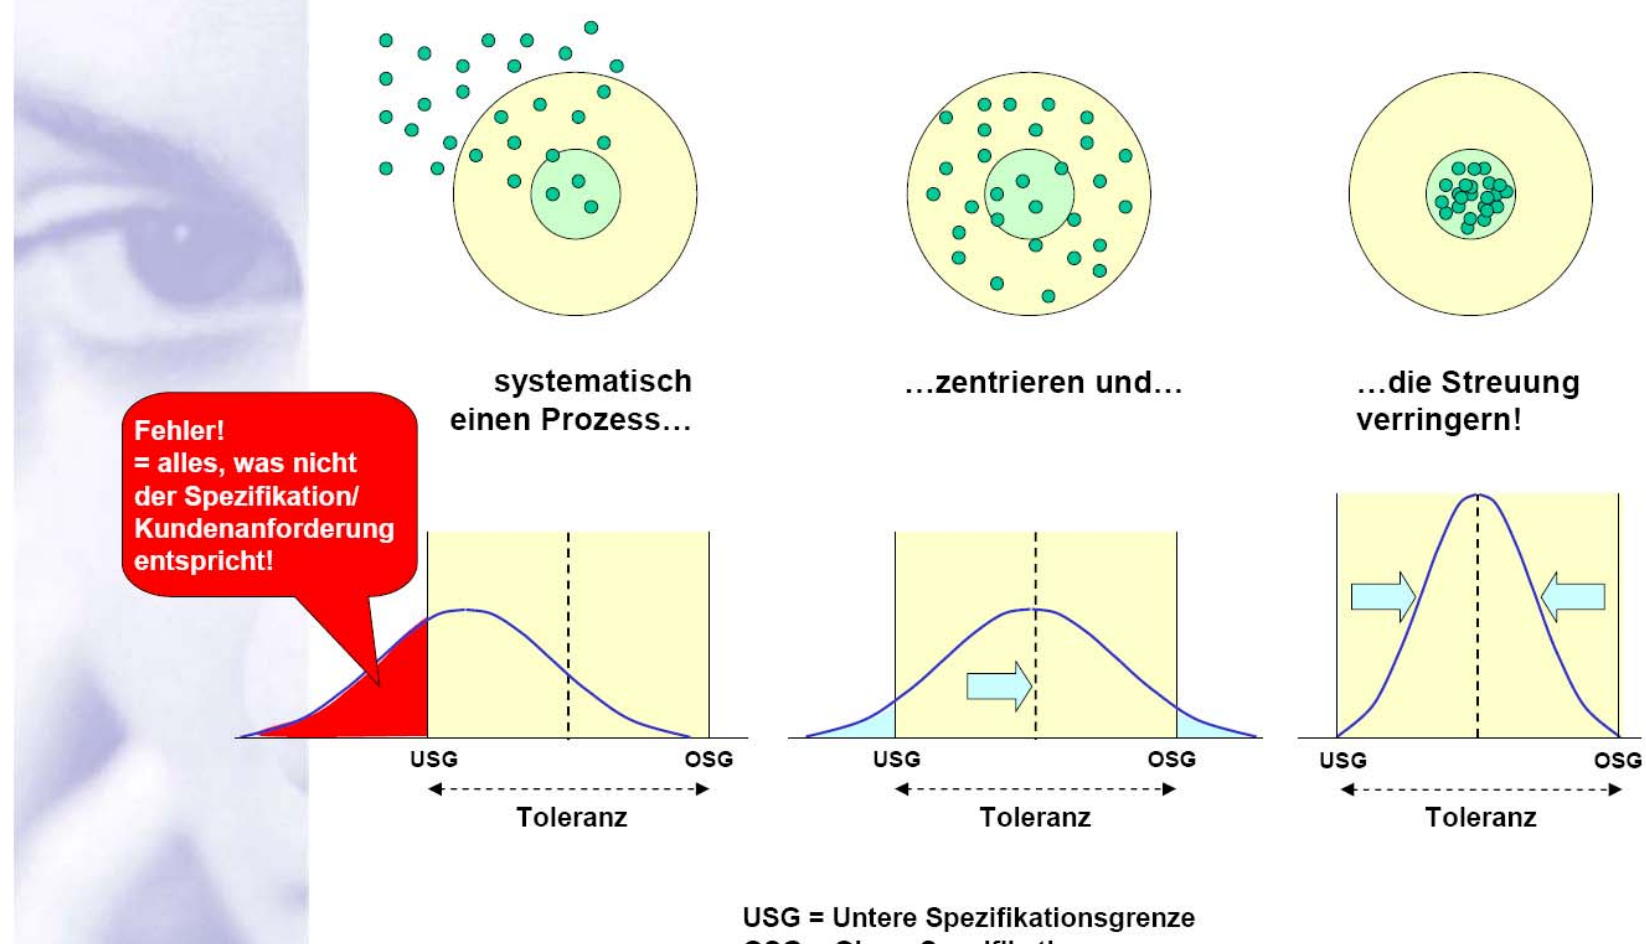 systematisch
einen Prozess…
…zentrieren und…
…die Streuung
verringern!
Fehler!
= alles, was nicht
der Spezifikation/
Kundenanforderung
entspricht!
USG
OSG
Toleranz
USG
OSG
Toleranz
USG
OSG
Toleranz
USG = Untere Spezifikationsgrenze